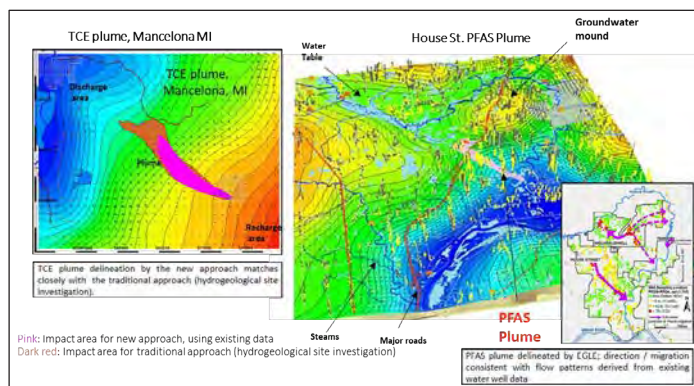 TCE plume, Mancelona MI
House St. PFAS Plume
Groundwater
mound
Water
Table
TCE plume,
Mancelona, MI
Discharge
area
Plume
Recharge
area
TCE plume delineation by the new approach matches
closely with the traditional approach (hydrogeological site
investigation).
Pink: Impact area for new approach, using existing data
Dark red: Impact area for traditional approach (hydrogeological site investigation)
Steams
Major roads
PFAS
Plume
PFAS plume delineated by EGLE; direction / migration
consistent with flow patterns derived from existing
water well data